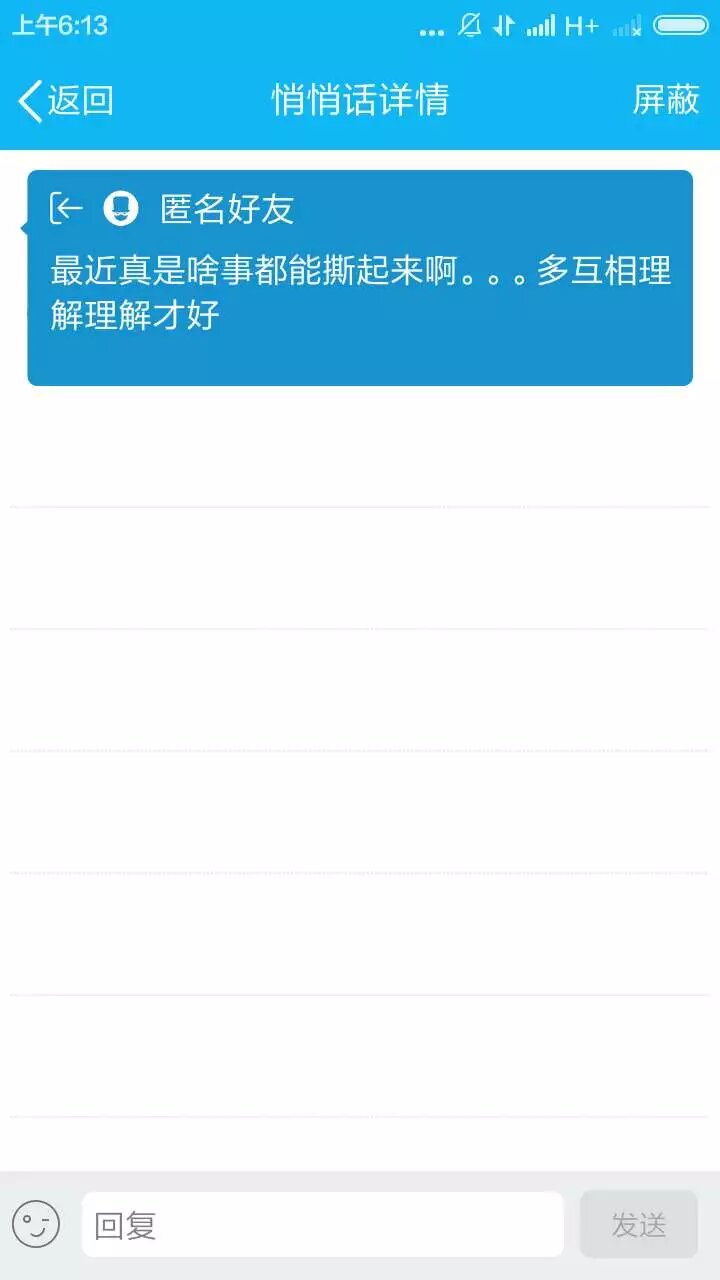 上午6:13 ... H+
返回 悄悄话详情 屏蔽
匿名好友
最近真是啥事都能撕起来啊。。。多互相理
解理解才好
回复 发送